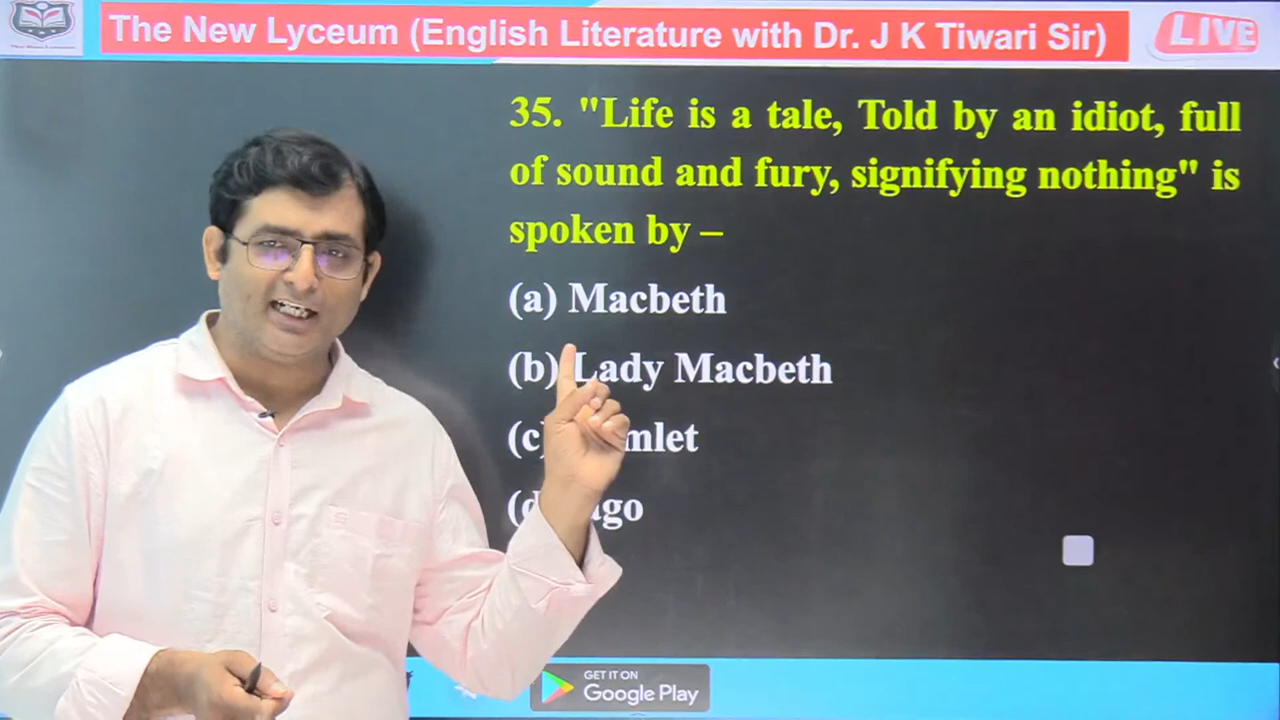 The New Lyceum (English Literature with Dr. J K Tiwari Sir)
LIVE
35. "Life is a tale, Told by an idiot, full
of sound and fury, signifying nothing" is
spoken by –
(a) Macbeth
(b) Lady Macbeth
(c) mlet
(d ago
GET IT ON
Google Play